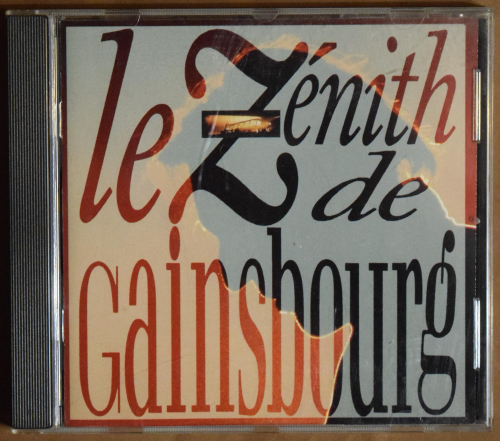 le Zénith
de
Gainsbourg